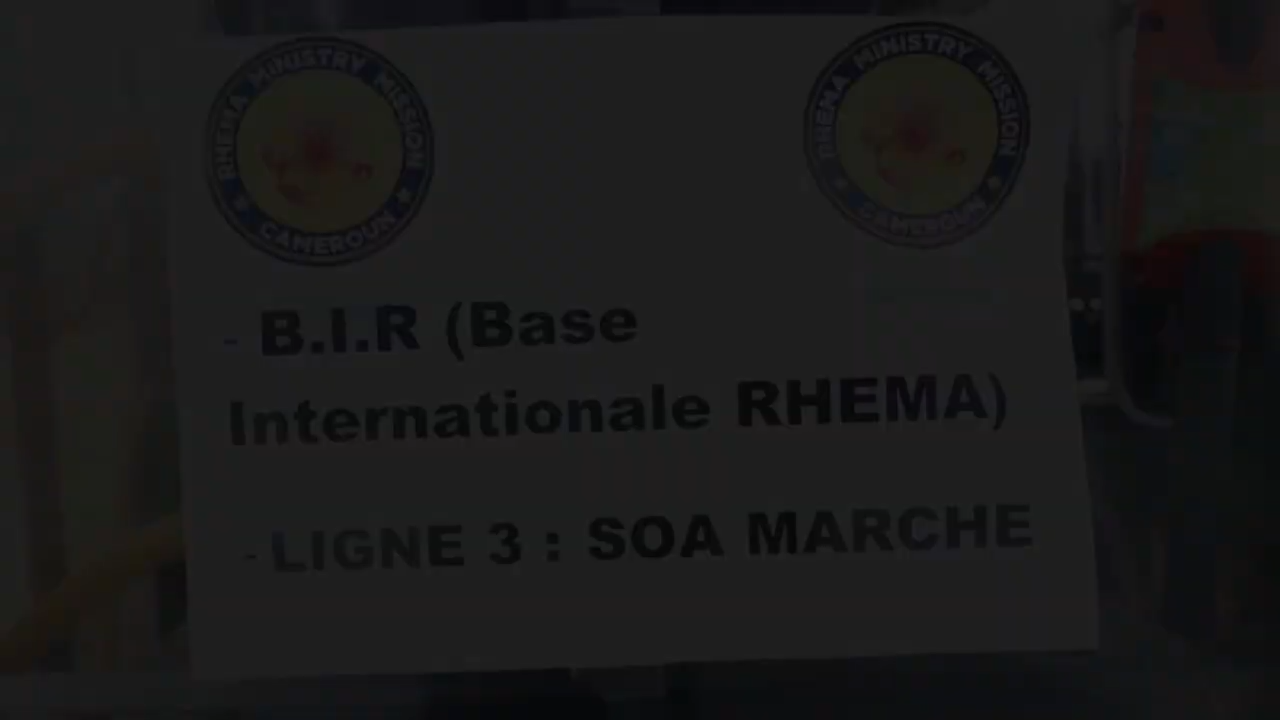 RHEMA MINISTRY MISSION
CAMEROUN
RHEMA MINISTRY MISSION
CAMEROUN
- B.I.R (Base
Internationale RHEMA)
- LIGNE 3 : SOA MARCHE